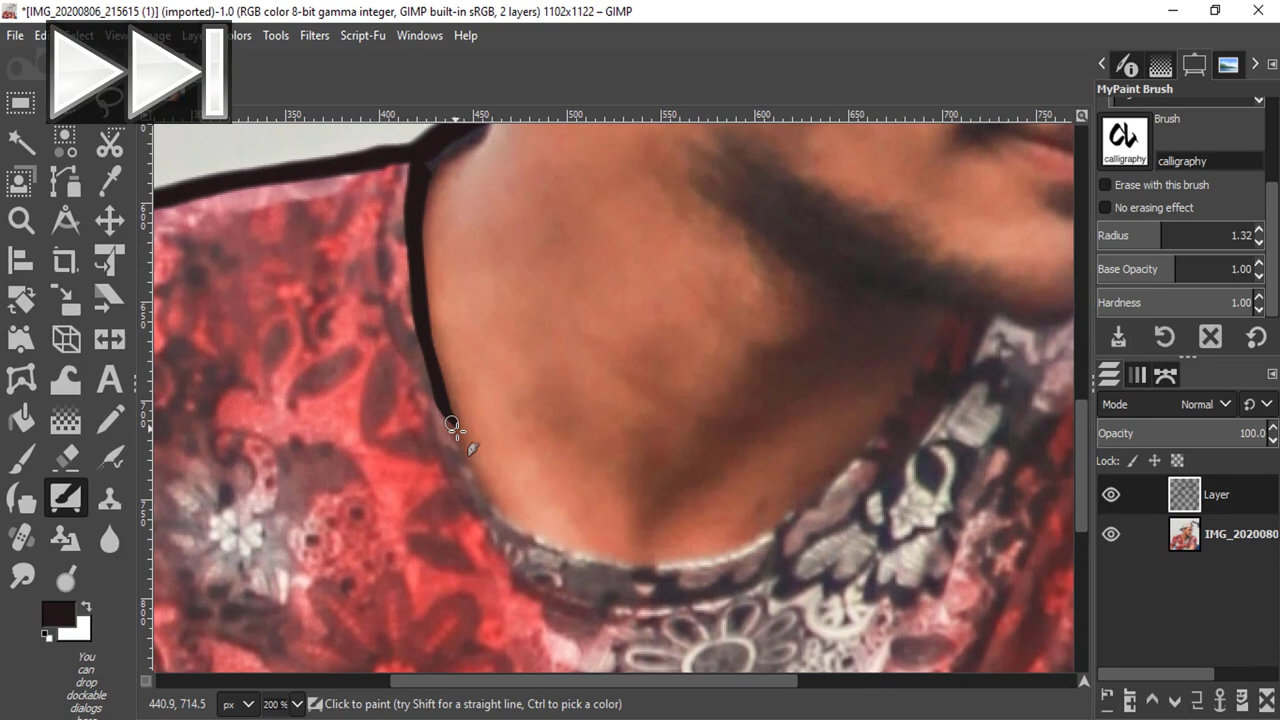 *[IMG_20200806_215615 (1)] (imported)-1.0 (RGB color 8-bit gamma integer, GIMP built-in sRGB, 2 layers) 1102x1122 – GIMP
File Select View Image Tools Filters Script-Fu Windows Help
MyPaint Brush
350 400 450 500 550 600 650 700 750
Brush
calligraphy
calligraphy
Erase with this brush
No erasing effect
Radius 1.32
Base Opacity 1.00
Hardness 1.00
Mode Normal
Opacity 100.0
Lock:
Layer
IMG_2020080
You
can
drop
dockable
dialogs
here
440.9, 714.5 px 200 % Click to paint (try Shift for a straight line, Ctrl to pick a color)